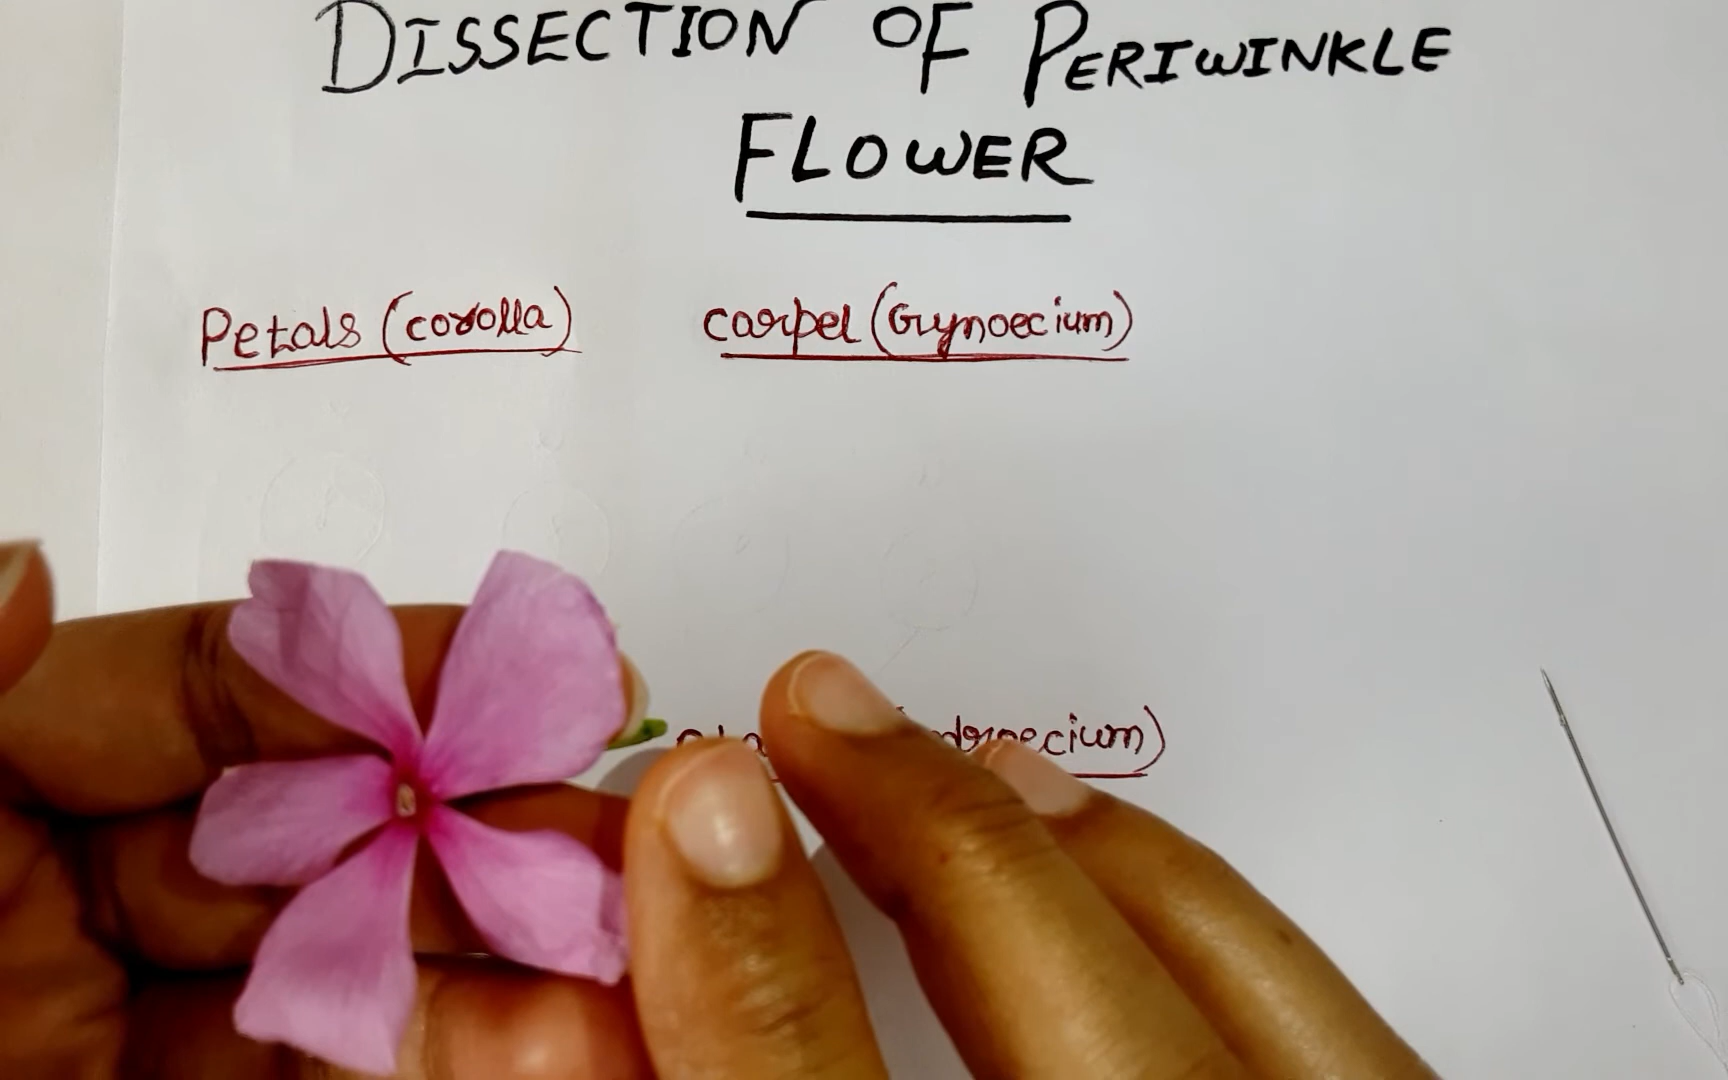 DISSECTION OF PERIWINKLE
FLOWER
Petals (corolla) carpel (Gynoecium)